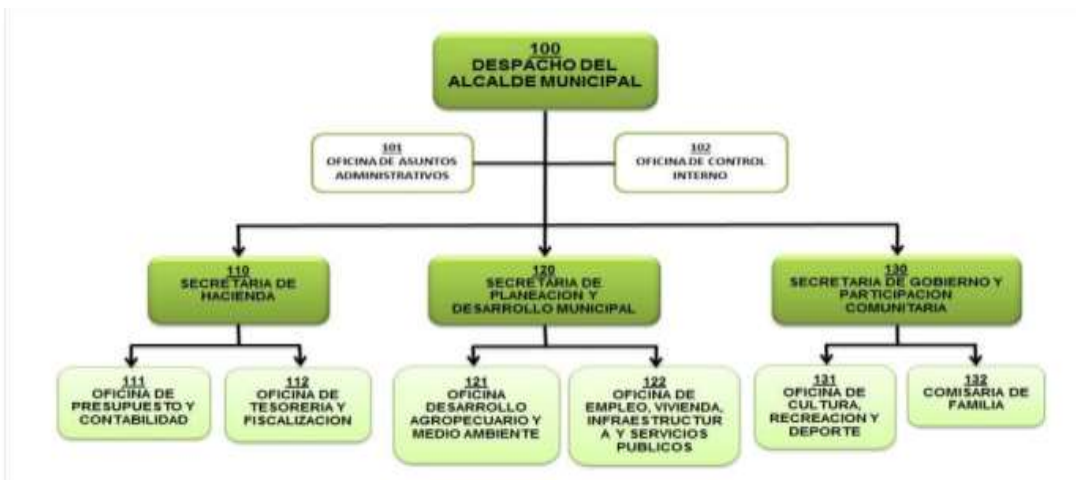 100
DESPACHO DEL
ALCALDE MUNICIPAL
101
OFICINA DE ASUNTOS
ADMINISTRATIVOS
102
OFICINA DE CONTROL
INTERNO
110
SECRETARIA DE
HACIENDA
120
SECRETARIA DE
PLANEACION Y
DESARROLLO MUNICIPAL
130
SECRETARIA DE GOBIERNO Y
PARTICIPACION
COMUNITARIA
111
OFICINA DE
PRESUPUESTO Y
CONTABILIDAD
112
OFICINA DE
TESORERIA Y
FISCALIZACION
121
OFICINA
DESARROLLO
AGROPECUARIO Y
MEDIO AMBIENTE
122
OFICINA DE
EMPLEO, VIVIENDA,
INFRAESTRUCTUR
A Y SERVICIOS
PUBLICOS
131
OFICINA DE
CULTURA,
RECREACION Y
DEPORTE
132
COMISARIA DE
FAMILIA